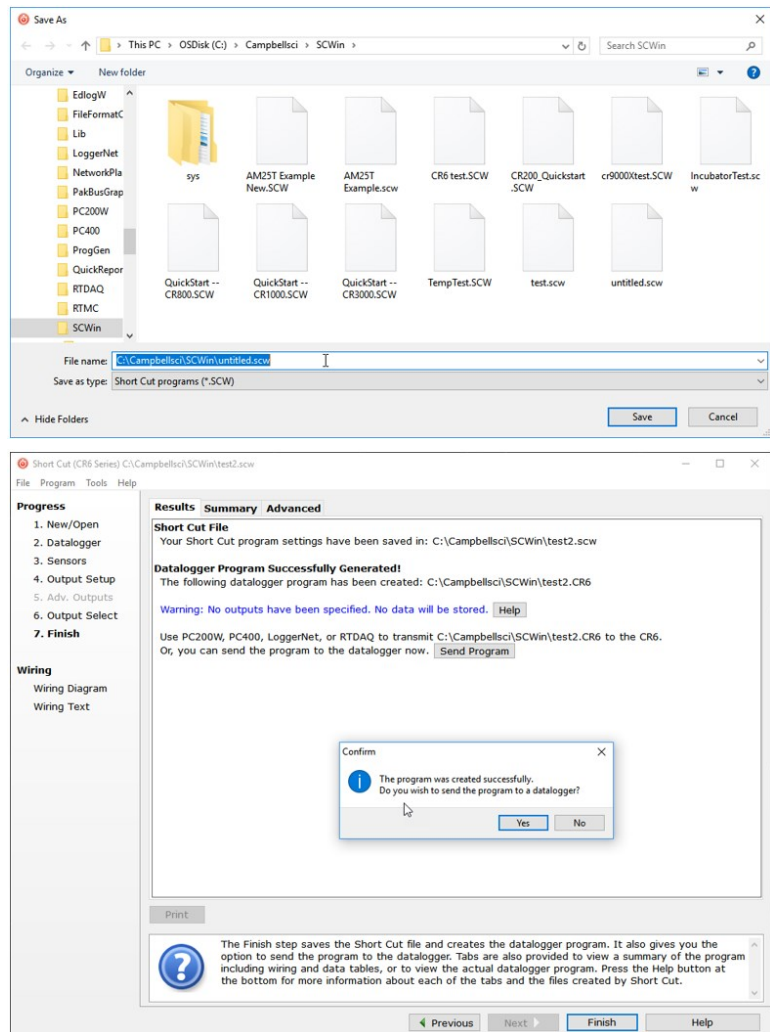 Save As
This PC > OSDisk (C:) > Campbellsci > SCWin >
Search SCWin
Organize
New folder
EdlogW
FileFormatC
Lib
LoggerNet
NetworkPla
PakBusGrap
PC200W
PC400
ProgGen
QuickRepor
RTDAQ
RTMC
SCWin
sys
AM25T Example
New.SCW
AM25T
Example.scw
CR6 test.SCW
CR200_Quickstart
.SCW
cr9000Xtest.SCW
IncubatorTest.sc
w
QuickStart --
CR800.SCW
QuickStart --
CR1000.SCW
QuickStart --
CR3000.SCW
TempTest.SCW
test.scw
untitled.scw
File name: C:\Campbellsci\SCWin\untitled.scw
Save as type: Short Cut programs (*.SCW)
Hide Folders
Save
Cancel
Short Cut (CR6 Series) C:\Campbellsci\SCWin\test2.scw
File Program Tools Help
Progress
1. New/Open
2. Datalogger
3. Sensors
4. Output Setup
5. Adv. Outputs
6. Output Select
7. Finish
Wiring
Wiring Diagram
Wiring Text
Results Summary Advanced
Short Cut File
Your Short Cut program settings have been saved in: C:\Campbellsci\SCWin\test2.scw
Datalogger Program Successfully Generated!
The following datalogger program has been created: C:\Campbellsci\SCWin\test2.CR6
Warning: No outputs have been specified. No data will be stored. Help
Use PC200W, PC400, LoggerNet, or RTDAQ to transmit C:\Campbellsci\SCWin\test2.CR6 to the CR6.
Or, you can send the program to the datalogger now. Send Program
Confirm
The program was created successfully.
Do you wish to send the program to a datalogger?
Yes
No
Print
The Finish step saves the Short Cut file and creates the datalogger program. It also gives you the
option to send the program to the datalogger. Tabs are also provided to view a summary of the program
including wiring and data tables, or to view the actual datalogger program. Press the Help button at
the bottom for more information about each of the tabs and the files created by Short Cut.
Previous
Next
Finish
Help